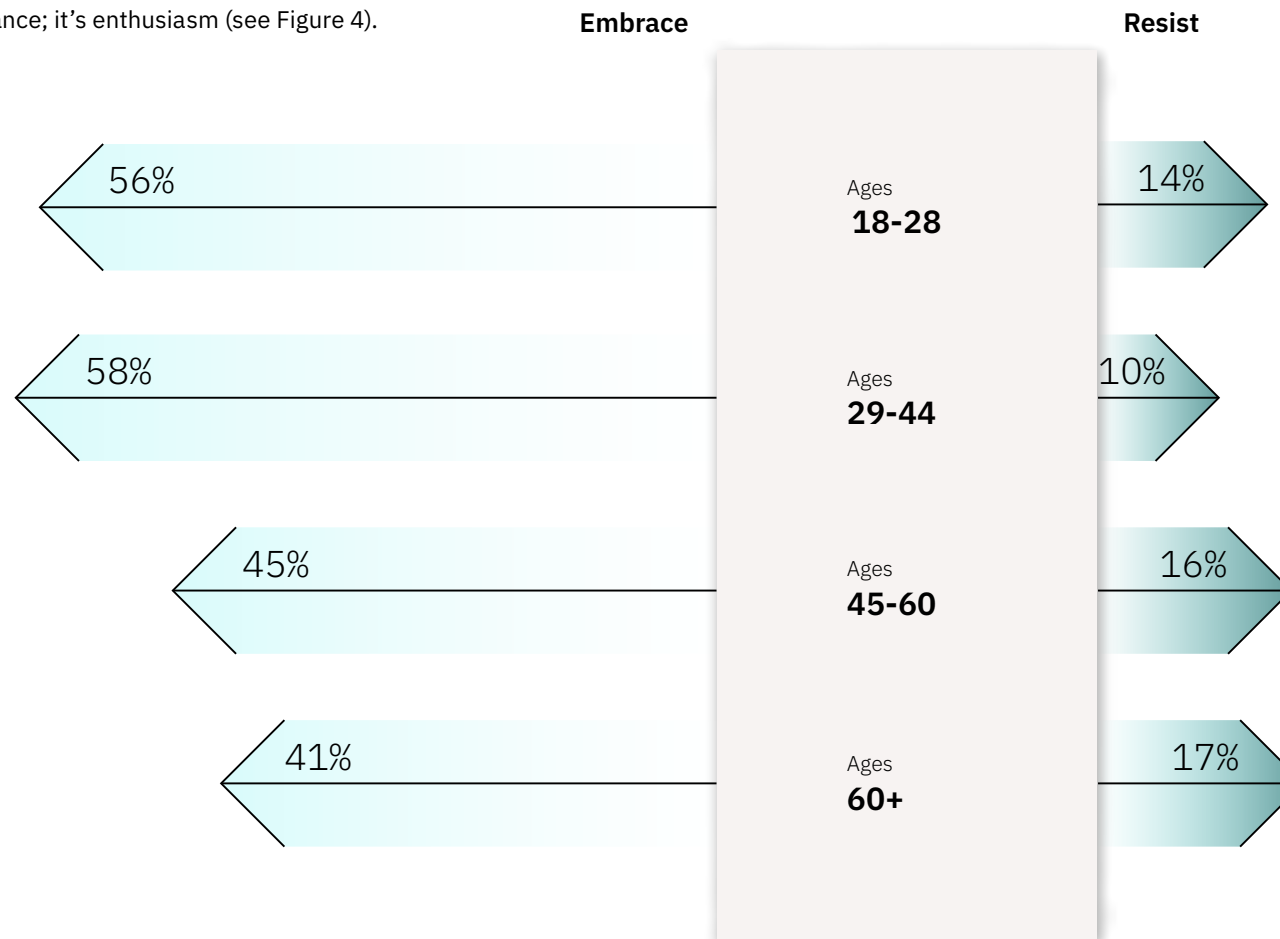 it’s enthusiasm (see Figure 4).
Embrace
Resist
56%
Ages
18-28
14%
58%
Ages
29-44
10%
45%
Ages
45-60
16%
41%
Ages
60+
17%